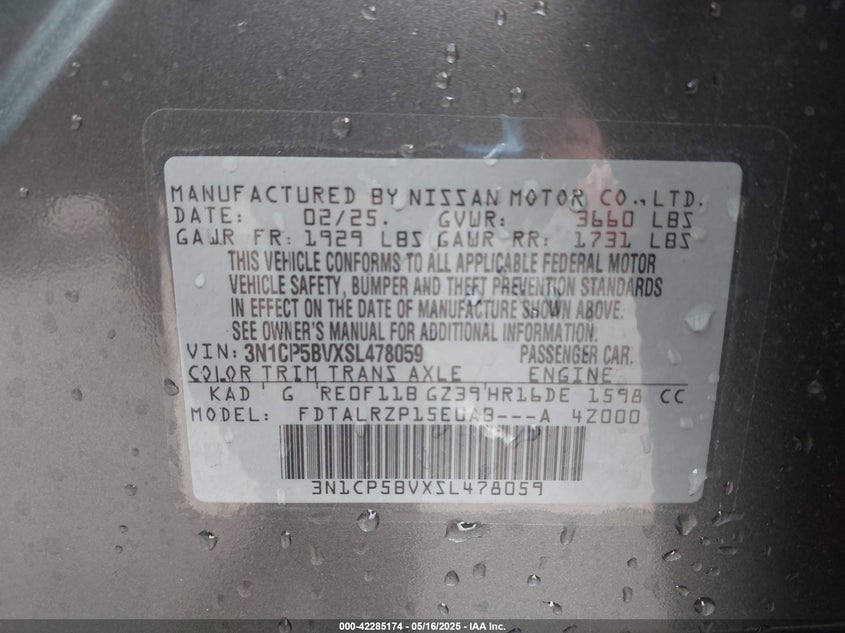 MANUFACTURED BY NISSAN MOTOR CO., LTD.
DATE: 02/25. GVWR: 3660 LBS
GAWR FR: 1929 LBS GAWR RR: 1731 LBS
THIS VEHICLE CONFORMS TO ALL APPLICABLE FEDERAL MOTOR
VEHICLE SAFETY, BUMPER AND THEFT PREVENTION STANDARDS
IN EFFECT ON THE DATE OF MANUFACTURE SHOWN ABOVE.
SEE OWNER'S MANUAL FOR ADDITIONAL INFORMATION.
VIN: 3N1CP5BVXSL478059 PASSENGER CAR.
COLOR TRIM TRANS AXLE ENGINE
KAD G RE0F11B GZ39 HR16DE 1598 CC
MODEL: FDTALRZP15EUAB---A 4Z000
3N1CP5BVXSL478059
000-42285174 - 05/16/2025 - IAA Inc.